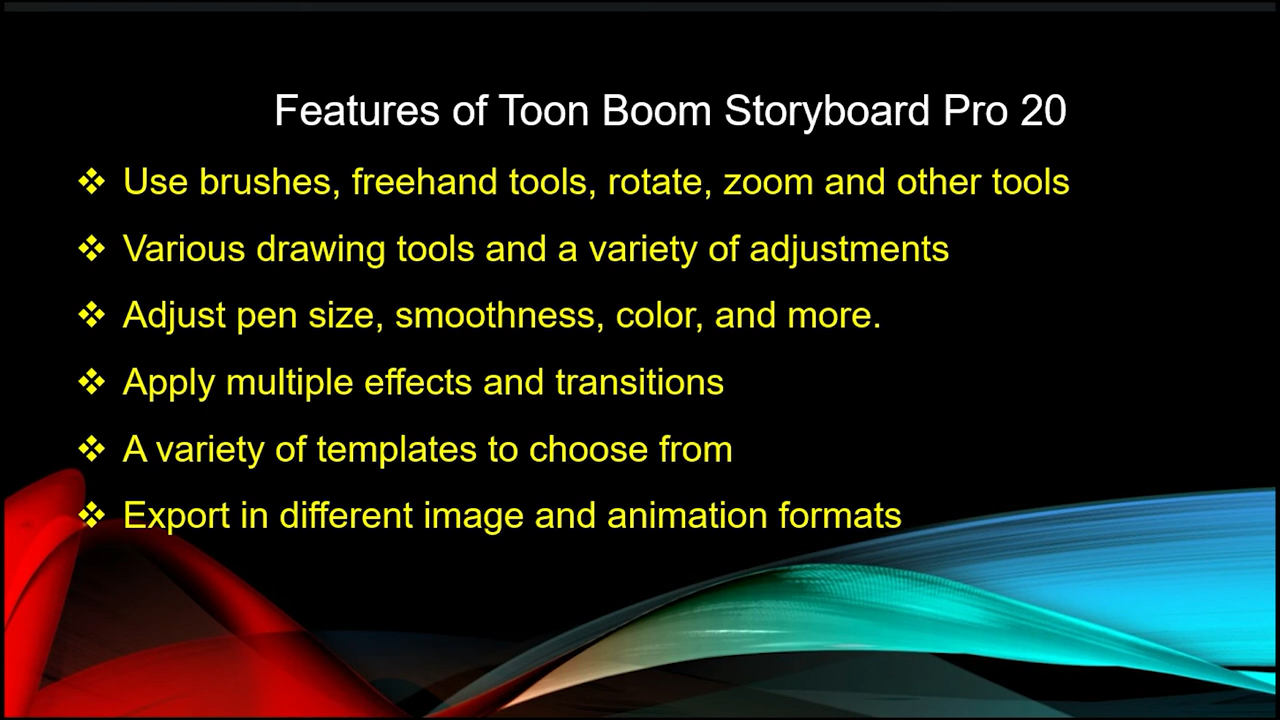 Features of Toon Boom Storyboard Pro 20
❖ Use brushes, freehand tools, rotate, zoom and other tools
❖ Various drawing tools and a variety of adjustments
❖ Adjust pen size, smoothness, color, and more.
❖ Apply multiple effects and transitions
❖ A variety of templates to choose from
❖ Export in different image and animation formats